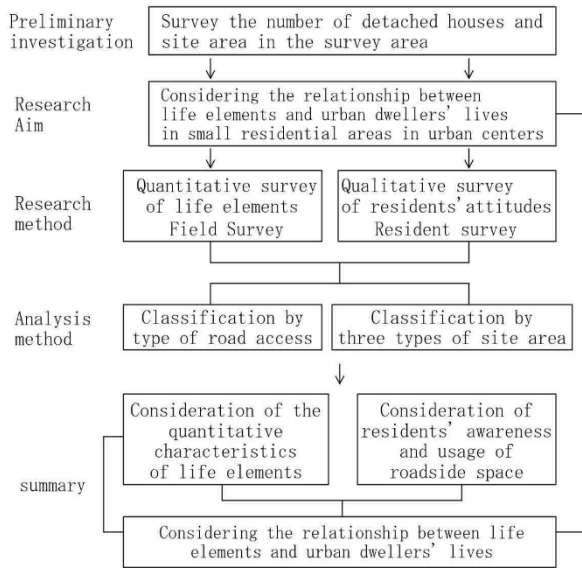 Preliminary
investigation
Survey the number of detached houses and
site area in the survey area
Research
Aim
Considering the relationship between
life elements and urban dwellers' lives
in small residential areas in urban centers
Research
method
Quantitative survey
of life elements
Field Survey
Qualitative survey
of residents' attitudes
Resident survey
Analysis
method
Classification by
type of road access
Classification by
three types of site area
summary
Consideration of the
quantitative
characteristics
of life elements
Consideration of
residents' awareness
and usage of
roadside space
Considering the relationship between life
elements and urban dwellers' lives